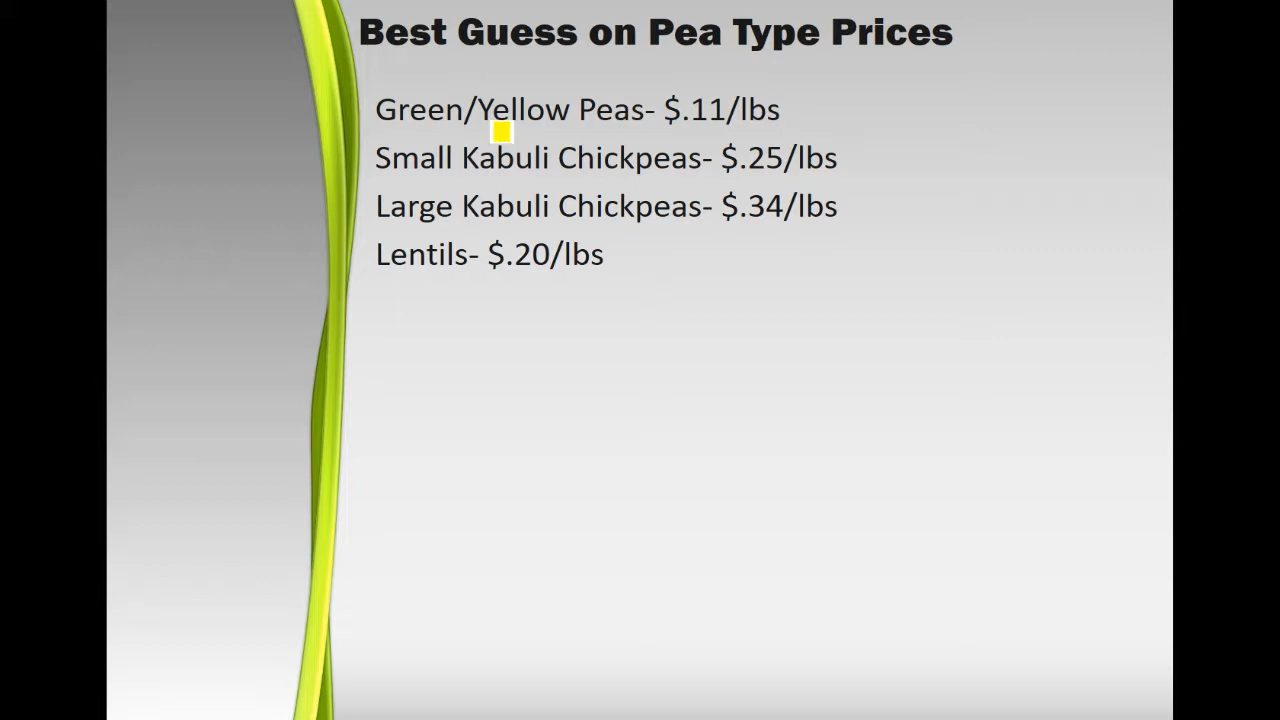 Best Guess on Pea Type Prices
Green/Yellow Peas- $.11/lbs
Small Kabuli Chickpeas- $.25/lbs
Large Kabuli Chickpeas- $.34/lbs
Lentils- $.20/lbs